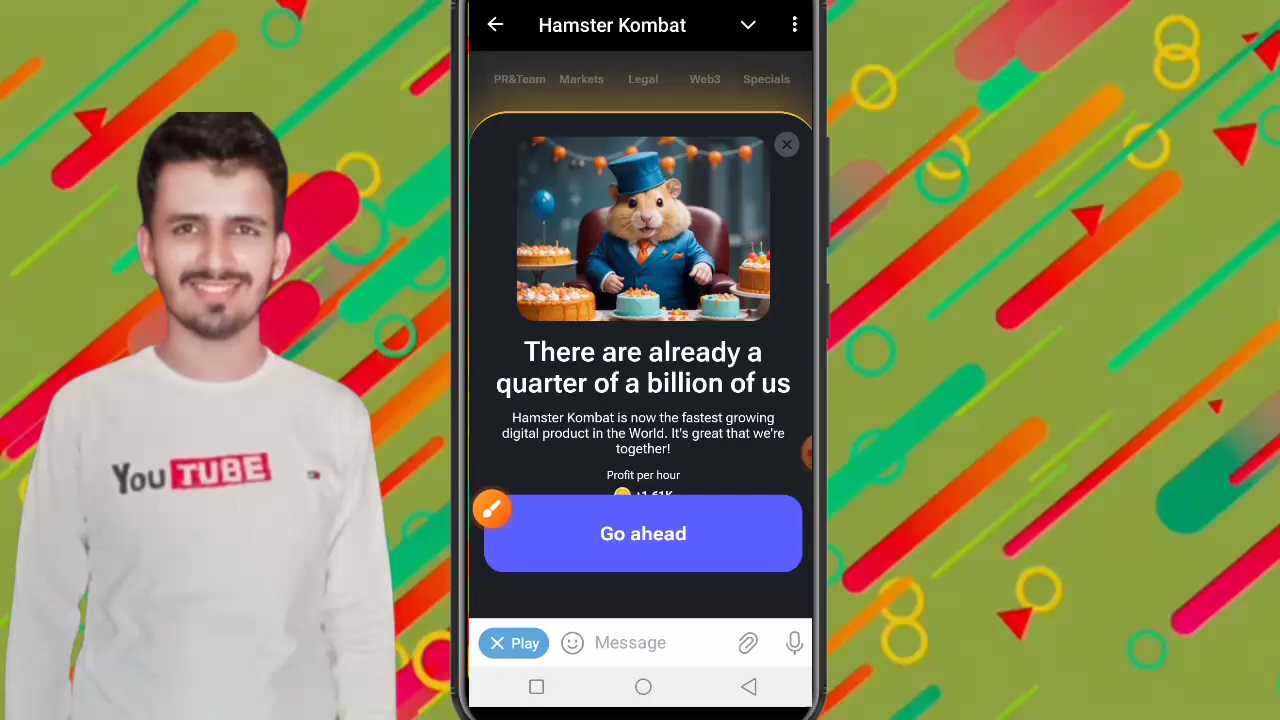 Hamster Kombat
PR&Team Markets Legal Web3 Specials
There are already a
quarter of a billion of us
Hamster Kombat is now the fastest growing
digital product in the World. It's great that we're
together!
Profit per hour
+1.61K
Go ahead
Play Message
You TUBE